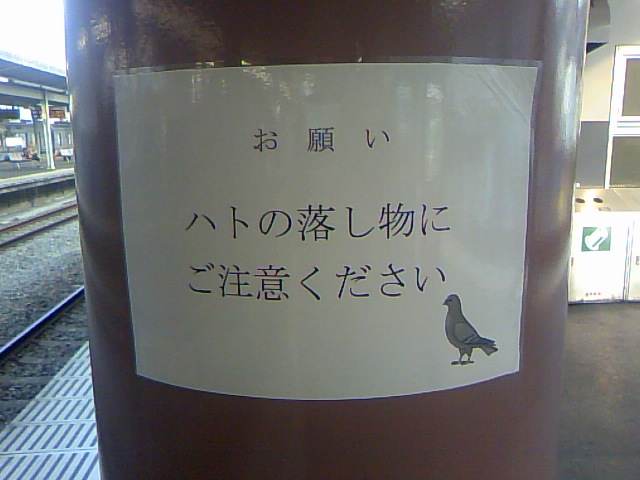 お願い
ハトの落し物に
ご注意ください